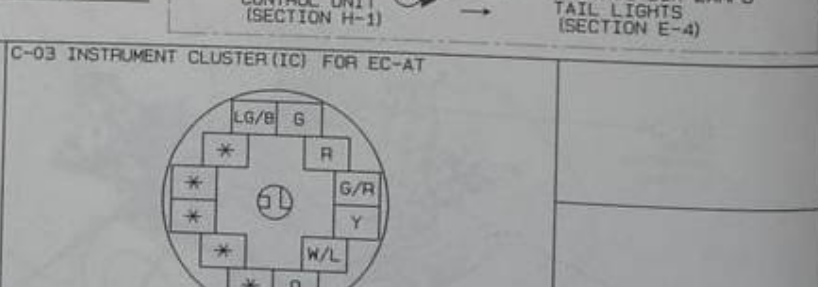 CONTROL UNIT
(SECTION H-1)
TAIL LIGHTS
(SECTION E-4)
C-03 INSTRUMENT CLUSTER (IC) FOR EC-AT
LG/B G
* R
* G/R
* Y
* W/L
*